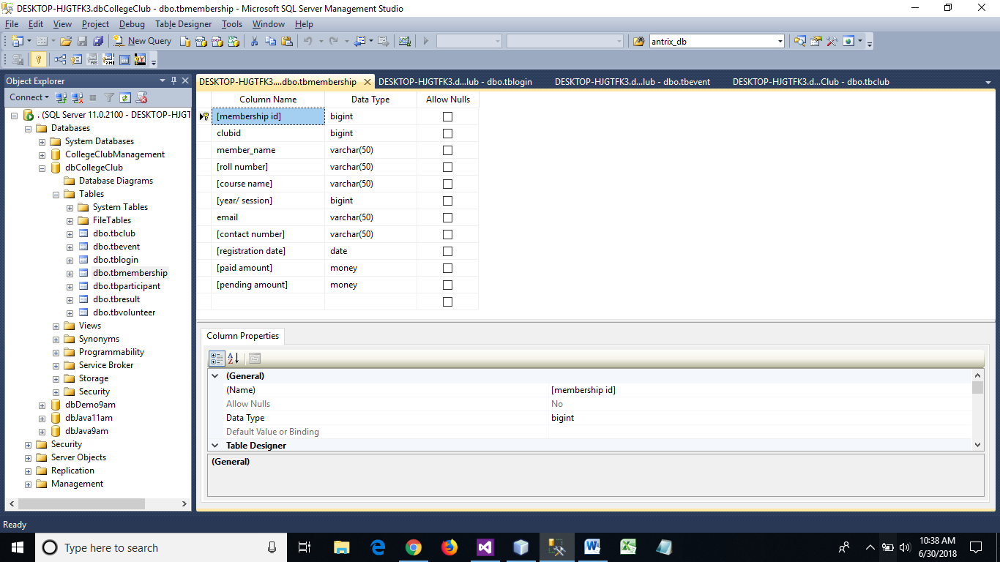 DESKTOP-HJGTFK3.dbCollegeClub - dbo.tbmembership - Microsoft SQL Server Management Studio
File Edit View Project Debug Table Designer Tools Window Help
New Query
antrix_db
Object Explorer
Connect
. (SQL Server 11.0.2100 - DESKTOP-HJGT
Databases
System Databases
CollegeClubManagement
dbCollegeClub
Database Diagrams
Tables
System Tables
FileTables
dbo.tbclub
dbo.tbevent
dbo.tblogin
dbo.tbmembership
dbo.tbparticipant
dbo.tbresult
dbo.tbvolunteer
Views
Synonyms
Programmability
Service Broker
Storage
Security
dbDemo9am
dbJava11am
dbJava9am
Security
Server Objects
Replication
Management
DESKTOP-HJGTFK3....dbo.tbmembership DESKTOP-HJGTFK3.d...lub - dbo.tblogin DESKTOP-HJGTFK3.d...lub - dbo.tbevent DESKTOP-HJGTFK3.d...Club - dbo.tbclub
Column Name Data Type Allow Nulls
[membership id] bigint
clubid bigint
member_name varchar(50)
[roll number] varchar(50)
[course name] varchar(50)
[year/ session] bigint
email varchar(50)
[contact number] varchar(50)
[registration date] date
[paid amount] money
[pending amount] money
Column Properties
(General)
(Name) [membership id]
Allow Nulls No
Data Type bigint
Default Value or Binding
Table Designer
(General)
Ready
Type here to search
10:38 AM
6/30/2018